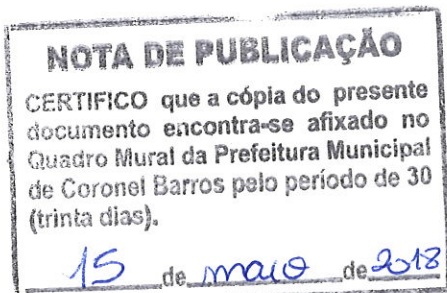 NOTA DE PUBLICAÇÃO
CERTIFICO que a cópia do presente
documento encontra-se afixado no
Quadro Mural da Prefeitura Municipal
de Coronel Barros pelo período de 30
(trinta dias).
15 de maio de 2018